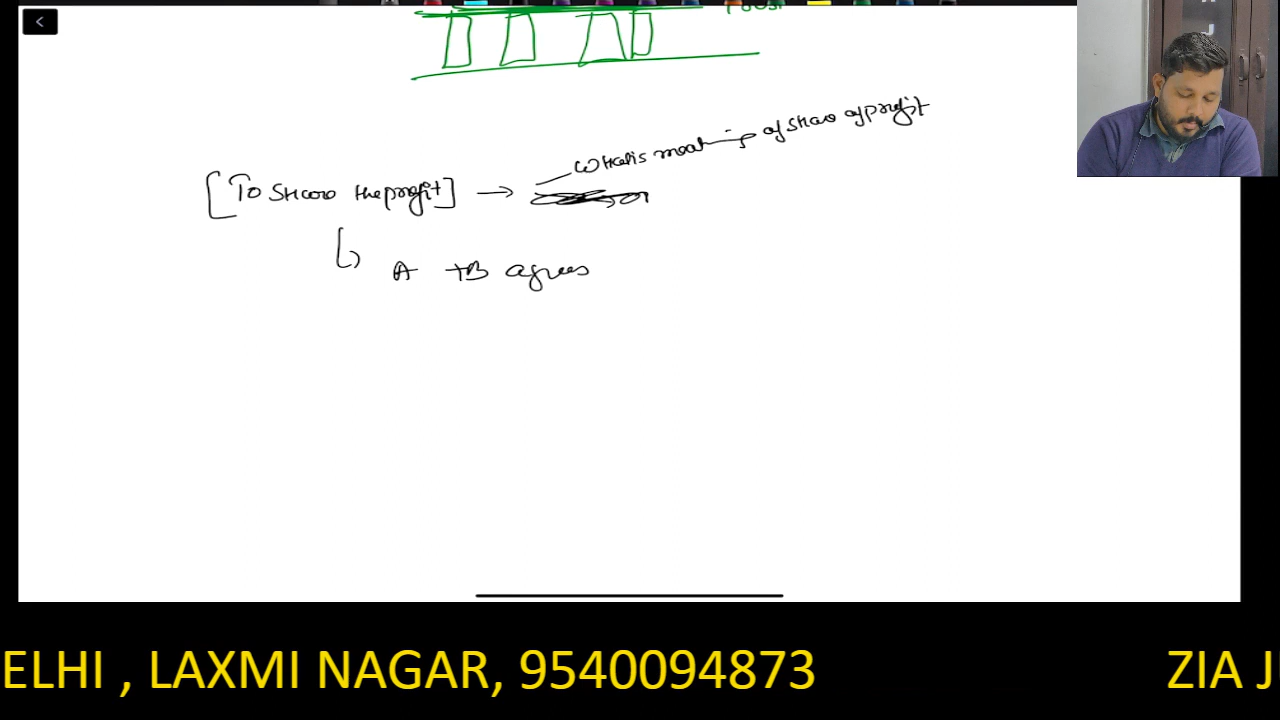 What is meaning of share of profit
[To share the profit] →
A + B agrees
ELHI , LAXMI NAGAR, 9540094873
ZIA J